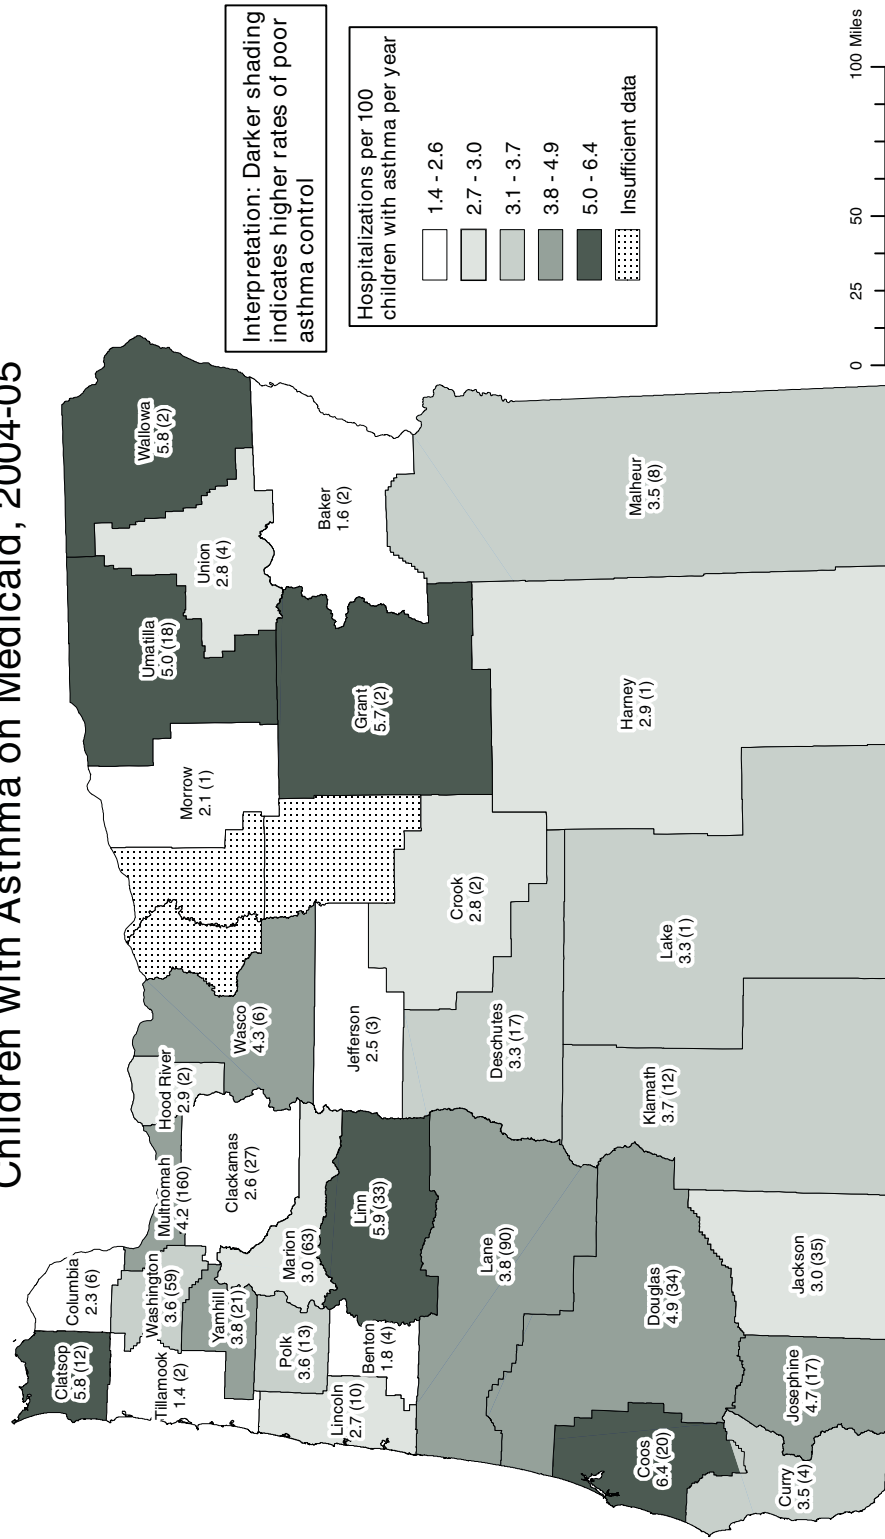 Children with Asthma on Medicaid, 2004-05
Interpretation: Darker shading
indicates higher rates of poor
asthma control
Hospitalizations per 100
children with asthma per year
1.4 - 2.6
2.7 - 3.0
3.1 - 3.7
3.8 - 4.9
5.0 - 6.4
Insufficient data
Clatsop
5.8 (12)
Columbia
2.3 (6)
Tillamook
1.4 (2)
Washington
3.6 (59)
Multnomah
4.2 (160)
Hood River
2.9 (2)
Yamhill
3.8 (21)
Clackamas
2.6 (27)
Wasco
4.3 (6)
Morrow
2.1 (1)
Umatilla
5.0 (18)
Union
2.8 (4)
Wallowa
5.8 (2)
Polk
3.6 (13)
Marion
3.0 (63)
Lincoln
2.7 (10)
Benton
1.8 (4)
Linn
5.9 (33)
Jefferson
2.5 (3)
Grant
5.7 (2)
Baker
1.6 (2)
Crook
2.8 (2)
Lane
3.8 (90)
Deschutes
3.3 (17)
Coos
6.4 (20)
Douglas
4.9 (34)
Klamath
3.7 (12)
Lake
3.3 (1)
Harney
2.9 (1)
Malheur
3.5 (8)
Curry
3.5 (4)
Josephine
4.7 (17)
Jackson
3.0 (35)
0 25 50 100 Miles